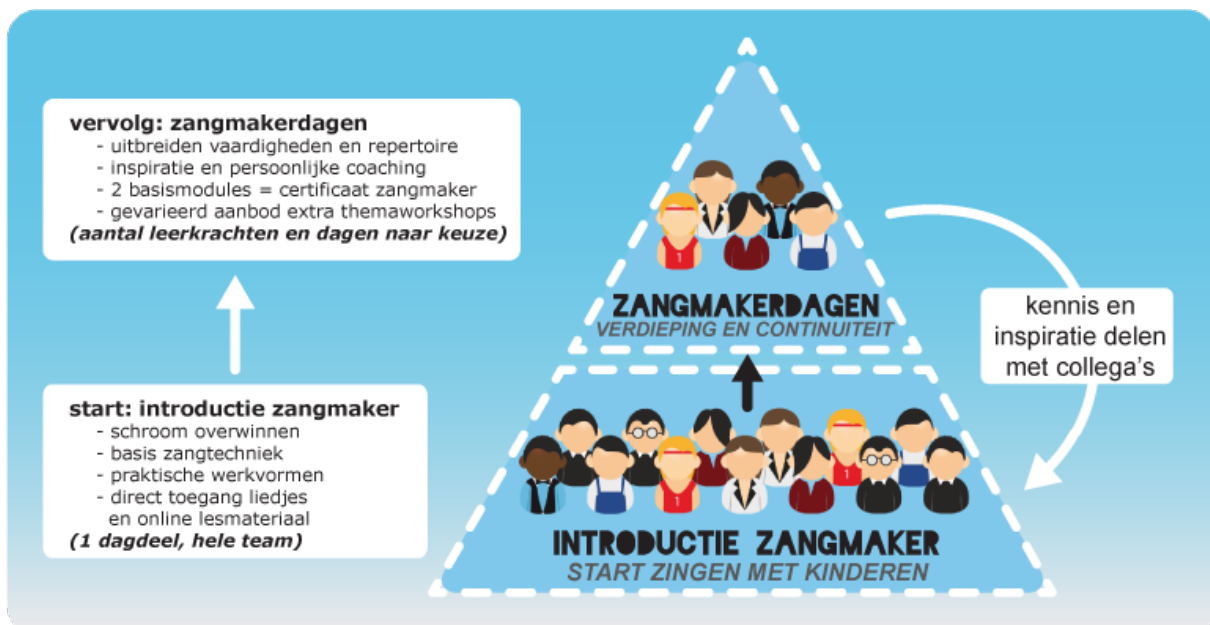 vervolg: zangmakerdagen
- uitbreiden vaardigheden en repertoire
- inspiratie en persoonlijke coaching
- 2 basismodules = certificaat zangmaker
- gevarieerd aanbod extra themaworkshops
(aantal leerkrachten en dagen naar keuze)
start: introductie zangmaker
- schroom overwinnen
- basis zangtechniek
- praktische werkvormen
- direct toegang liedjes
en online lesmateriaal
(1 dagdeel, hele team)
1
ZANGMAKERDAGEN
VERDIEPING EN CONTINUITEIT
kennis en
inspiratie delen
met collega's
1
1
INTRODUCTIE ZANGMAKER
START ZINGEN MET KINDEREN